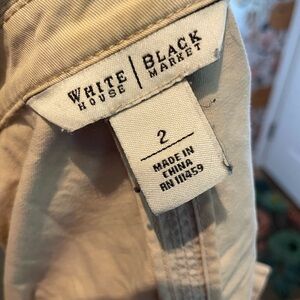 WHITE | BLACK
HOUSE | MARKET
2
MADE IN
CHINA
RN 111459